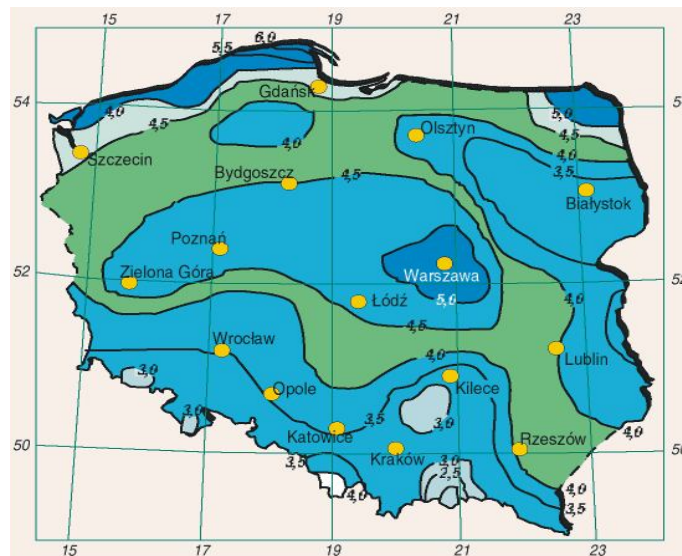 15 17 19 21 23
6,0
5,5
5,0
4,0
Gdańsk
54
4,5
4,5
4,0
4,0
Olsztyn
3,5
Szczecin
Bydgoszcz
4,5
Białystok
Poznań
52
Zielona Góra
Warszawa
5,0
4,0
Łódź
4,5
Wrocław
4,0
Lublin
3,0
Opole
Kilece
3,5
3,0
3,0
Katowice
4,0
50
Rzeszów
3,5
Kraków
3,0
2,5
4,0
4,0
3,5
15 17 19 21 23